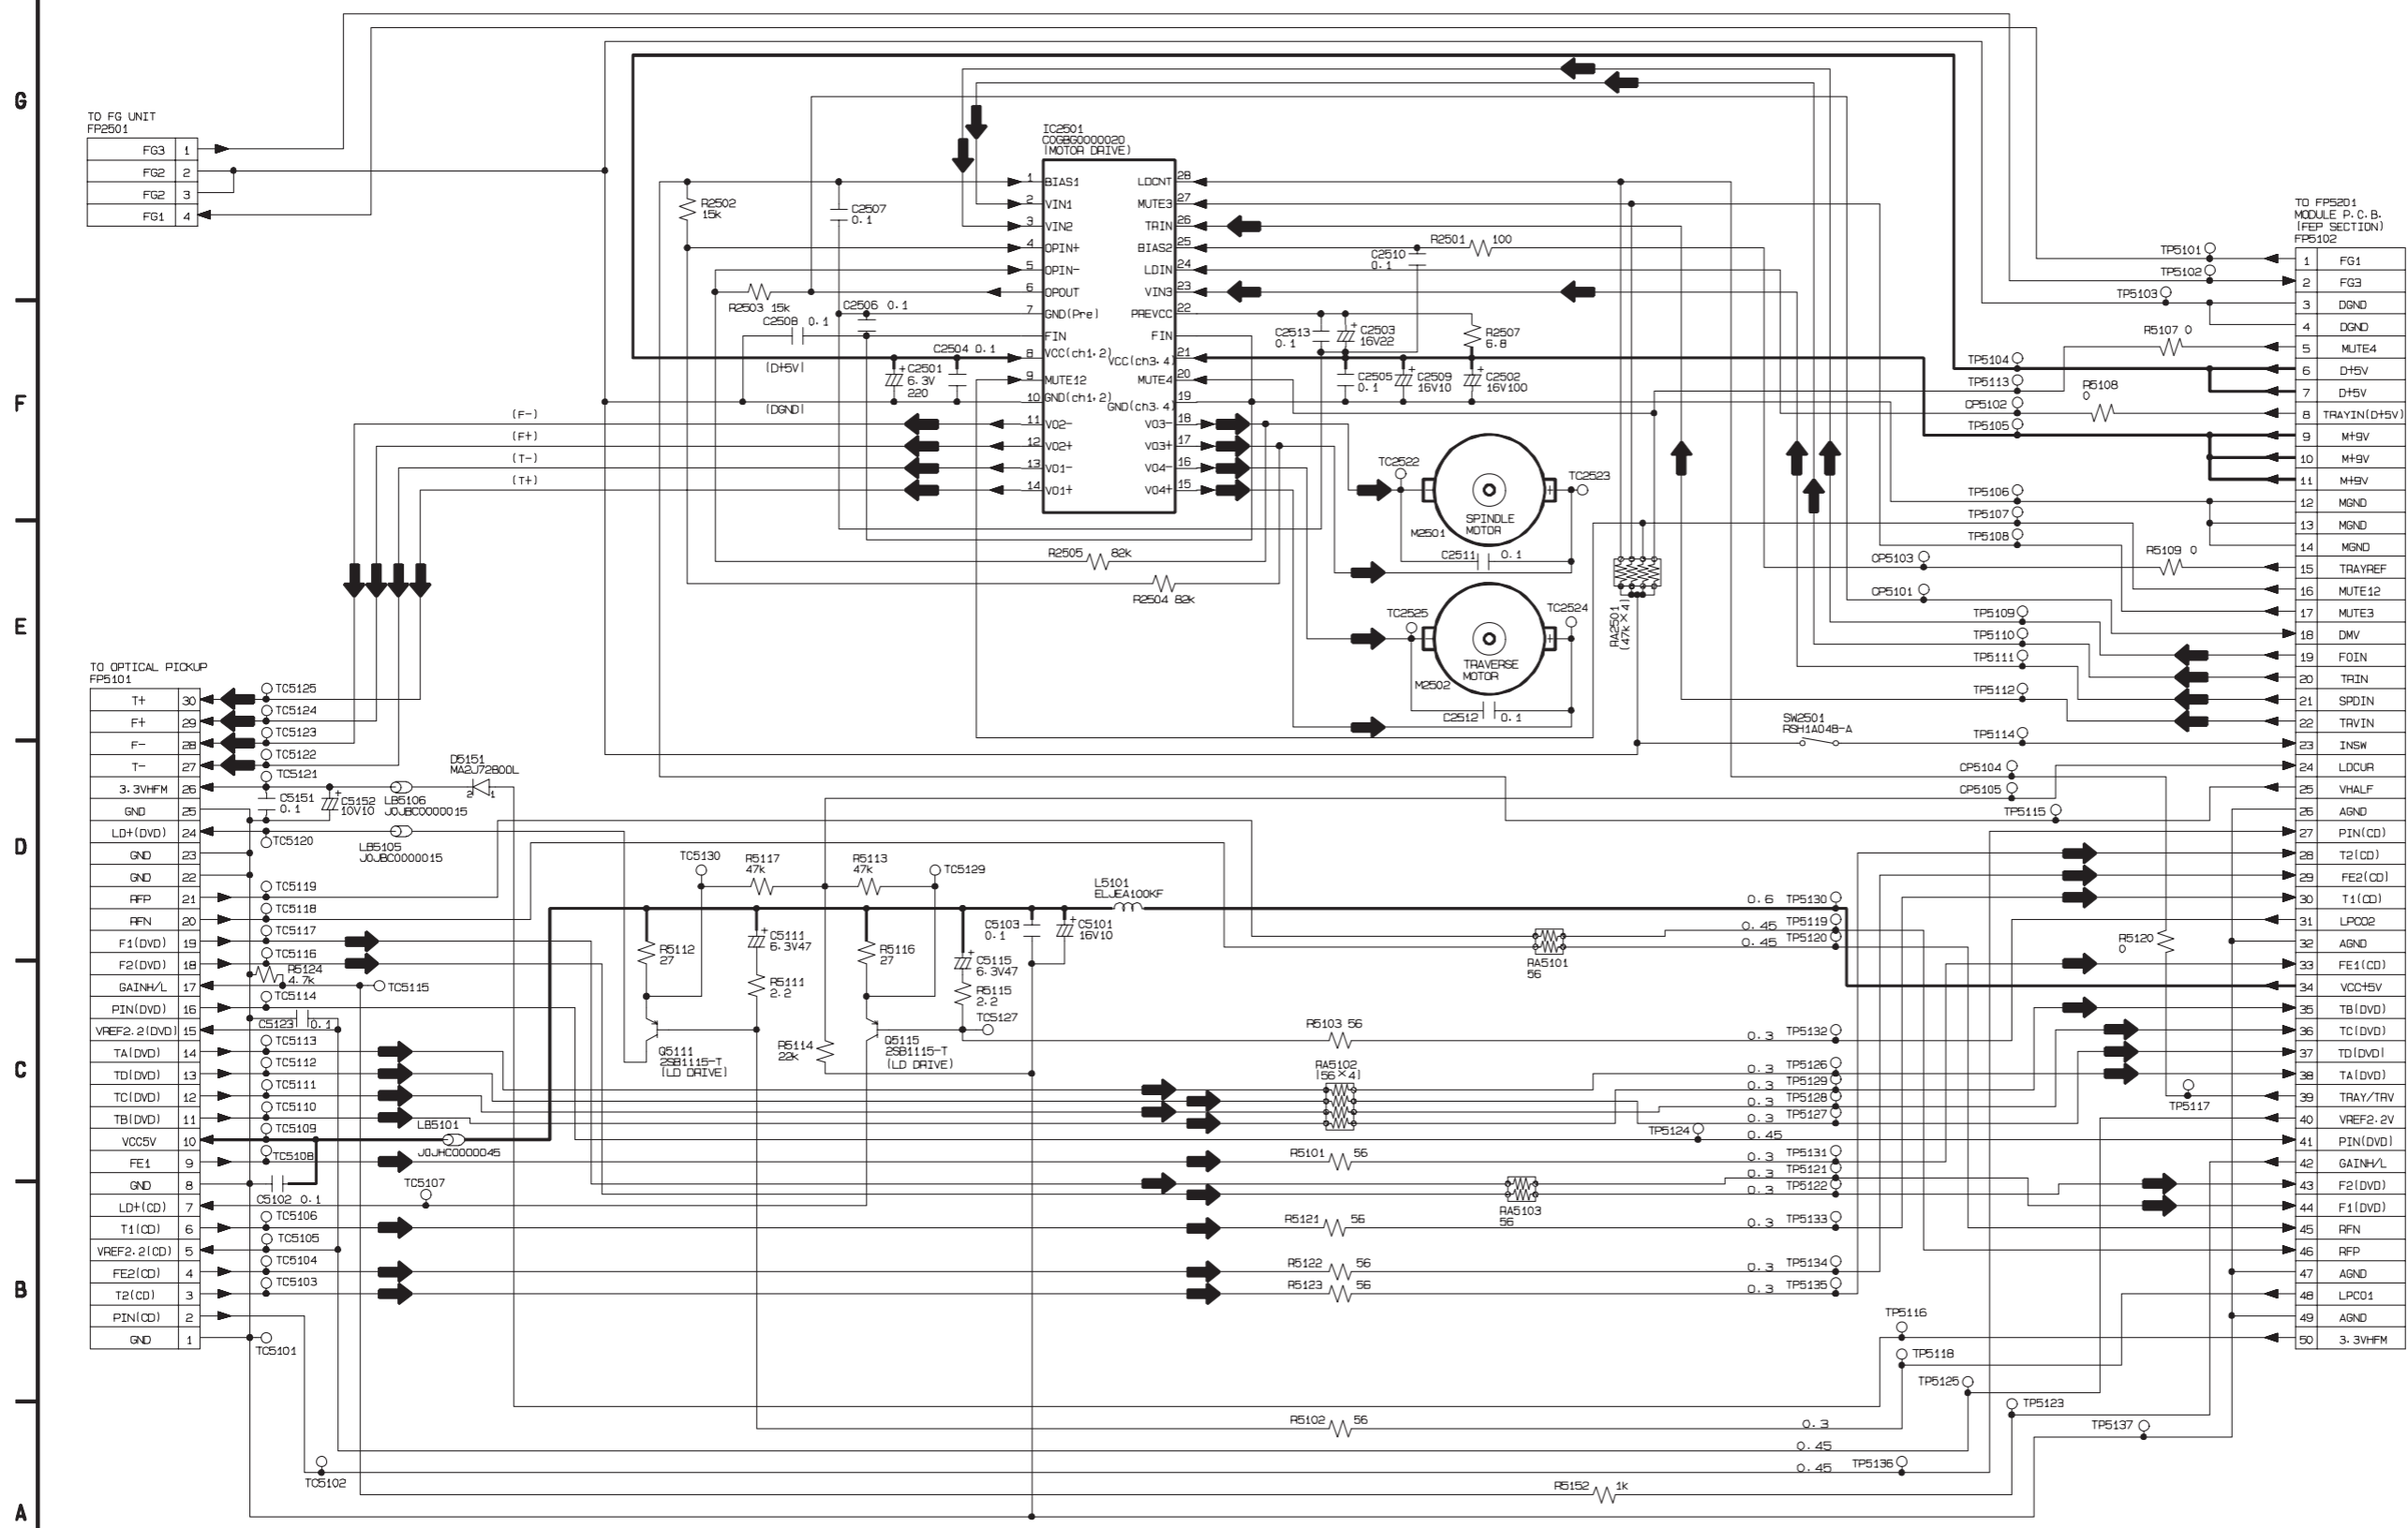 G
F
E
D
C
B
A
TO FG UNIT
FP2501
FG3 1
FG2 2
FG2 3
FG1 4
IC2501
C0GBG0000020
(MOTOR DRIVE)
1 BIAS1
2 VIN1
3 VIN2
4 OPIN+
5 OPIN-
6 OPOUT
7 GND(Pre)
FIN
8 VCC(ch1,2)
9 MUTE12
10 GND(ch1,2)
11 VO2-
12 VO2+
13 VO1-
14 VO1+
LDCNT 28
MUTE3 27
TRIN 26
BIAS2 25
LDIN 24
VIN3 23
PREVCC 22
FIN
VCC(ch3,4) 21
MUTE4 20
GND(ch3,4) 19
VO3- 18
VO3+ 17
VO4- 16
VO4+ 15
R2502
15k
C2507
0.1
R2503 15k
C2506 0.1
C2508 0.1
C2504 0.1
(D+5V)
C2501
6.3V
220
(DGND)
(F-)
(F+)
(T-)
(T+)
R2501 100
C2510
0.1
C2513
0.1
C2503
16V22
R2507
6.8
C2505
0.1
C2509
16V10
C2502
16V100
TC2522
TC2523
SPINDLE
MOTOR
M2501
C2511 0.1
R2505 82k
R2504 82k
TC2525
TC2524
TRAVERSE
MOTOR
M2502
C2512 0.1
RA2501
(47k×4)
SW2501
RSH1A048-A
TO FP5201
MODULE P.C.B.
(FEP SECTION)
FP5102
1 FG1
2 FG3
3 DGND
4 DGND
5 MUTE4
6 D+5V
7 D+5V
8 TRAYIN(D+5V)
9 M+9V
10 M+9V
11 M+9V
12 MGND
13 MGND
14 MGND
15 TRAYREF
16 MUTE12
17 MUTE3
18 DMV
19 FOIN
20 TRIN
21 SPDIN
22 TRVIN
23 INSW
24 LDCUR
25 VHALF
26 AGND
27 PIN(CD)
28 T2(CD)
29 FE2(CD)
30 T1(CD)
31 LPCO2
32 AGND
33 FE1(CD)
34 VCC+5V
35 TB(DVD)
36 TC(DVD)
37 TD(DVD)
38 TA(DVD)
39 TRAY/TRV
40 VREF2.2V
41 PIN(DVD)
42 GAINH/L
43 F2(DVD)
44 F1(DVD)
45 RFN
46 RFP
47 AGND
48 LPCO1
49 AGND
50 3.3VHFM
TP5101
TP5102
TP5103
R5107 0
TP5104
TP5113
R5108
0
CP5102
TP5105
TP5106
TP5107
TP5108
CP5103
R5109 0
CP5101
TP5109
TP5110
TP5111
TP5112
TP5114
CP5104
CP5105
TP5115
TO OPTICAL PICKUP
FP5101
T+ 30
F+ 29
F- 28
T- 27
3.3VHFM 26
GND 25
LD+(DVD) 24
GND 23
GND 22
RFP 21
RFN 20
F1(DVD) 19
F2(DVD) 18
GAINH/L 17
PIN(DVD) 16
VREF2.2(DVD) 15
TA(DVD) 14
TD(DVD) 13
TC(DVD) 12
TB(DVD) 11
VCC5V 10
FE1 9
GND 8
LD+(CD) 7
T1(CD) 6
VREF2.2(CD) 5
FE2(CD) 4
T2(CD) 3
PIN(CD) 2
GND 1
TC5125
TC5124
TC5123
TC5122
TC5121
C5151
0.1
C5152
10V10
LB5106
J0JBC0000015
D5151
MA2J72800L
2 1
TC5120
LB5105
J0JBC0000015
TC5119
TC5118
TC5117
TC5116
R5124
4.7k
TC5115
TC5114
C5123 0.1
TC5113
TC5112
TC5111
TC5110
TC5109
LB5101
J0JHC0000045
TC5108
C5102 0.1
TC5107
TC5106
TC5105
TC5104
TC5103
TC5101
TC5102
TC5130
R5117
47k
R5113
47k
TC5129
L5101
ELJEA100KF
R5112
27
C5111
6.3V47
R5111
2.2
R5116
27
C5103
0.1
C5101
16V10
C5115
6.3V47
R5115
2.2
TC5127
Q5111
2SB1115-T
(LD DRIVE)
R5114
22k
Q5115
2SB1115-T
(LD DRIVE)
0.6 TP5130
0.45 TP5119
0.45 TP5120
RA5101
56
R5120
0
R5103 56
0.3 TP5132
RA5102
(56×4)
0.3 TP5126
0.3 TP5129
0.3 TP5128
0.3 TP5127
TP5117
TP5124 0.45
R5101 56
0.3 TP5131
0.3 TP5121
0.3 TP5122
RA5103
56
R5121 56
0.3 TP5133
R5122 56
0.3 TP5134
R5123 56
0.3 TP5135
TP5116
TP5118
TP5125
TP5123
R5102 56
0.3
TP5137
0.45
0.45 TP5136
R5152 1k